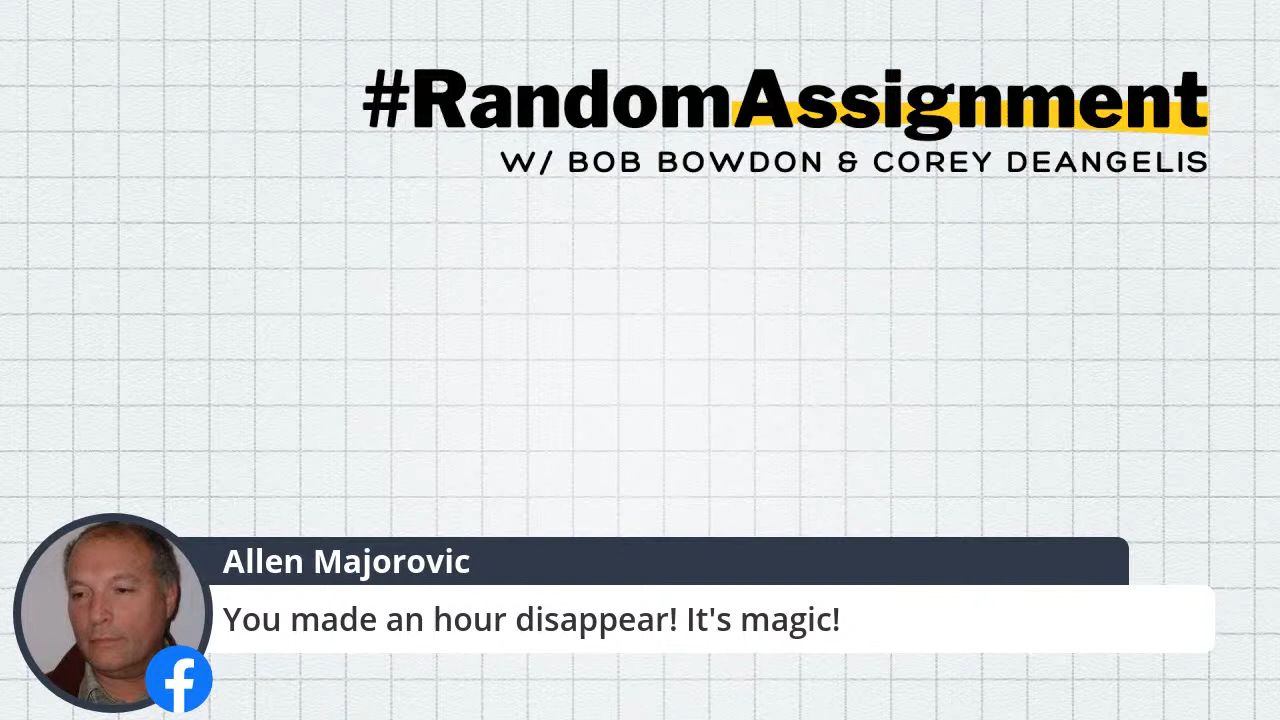 #RandomAssignment
W/ BOB BOWDON & COREY DEANGELIS
Allen Majorovic
You made an hour disappear! It's magic!